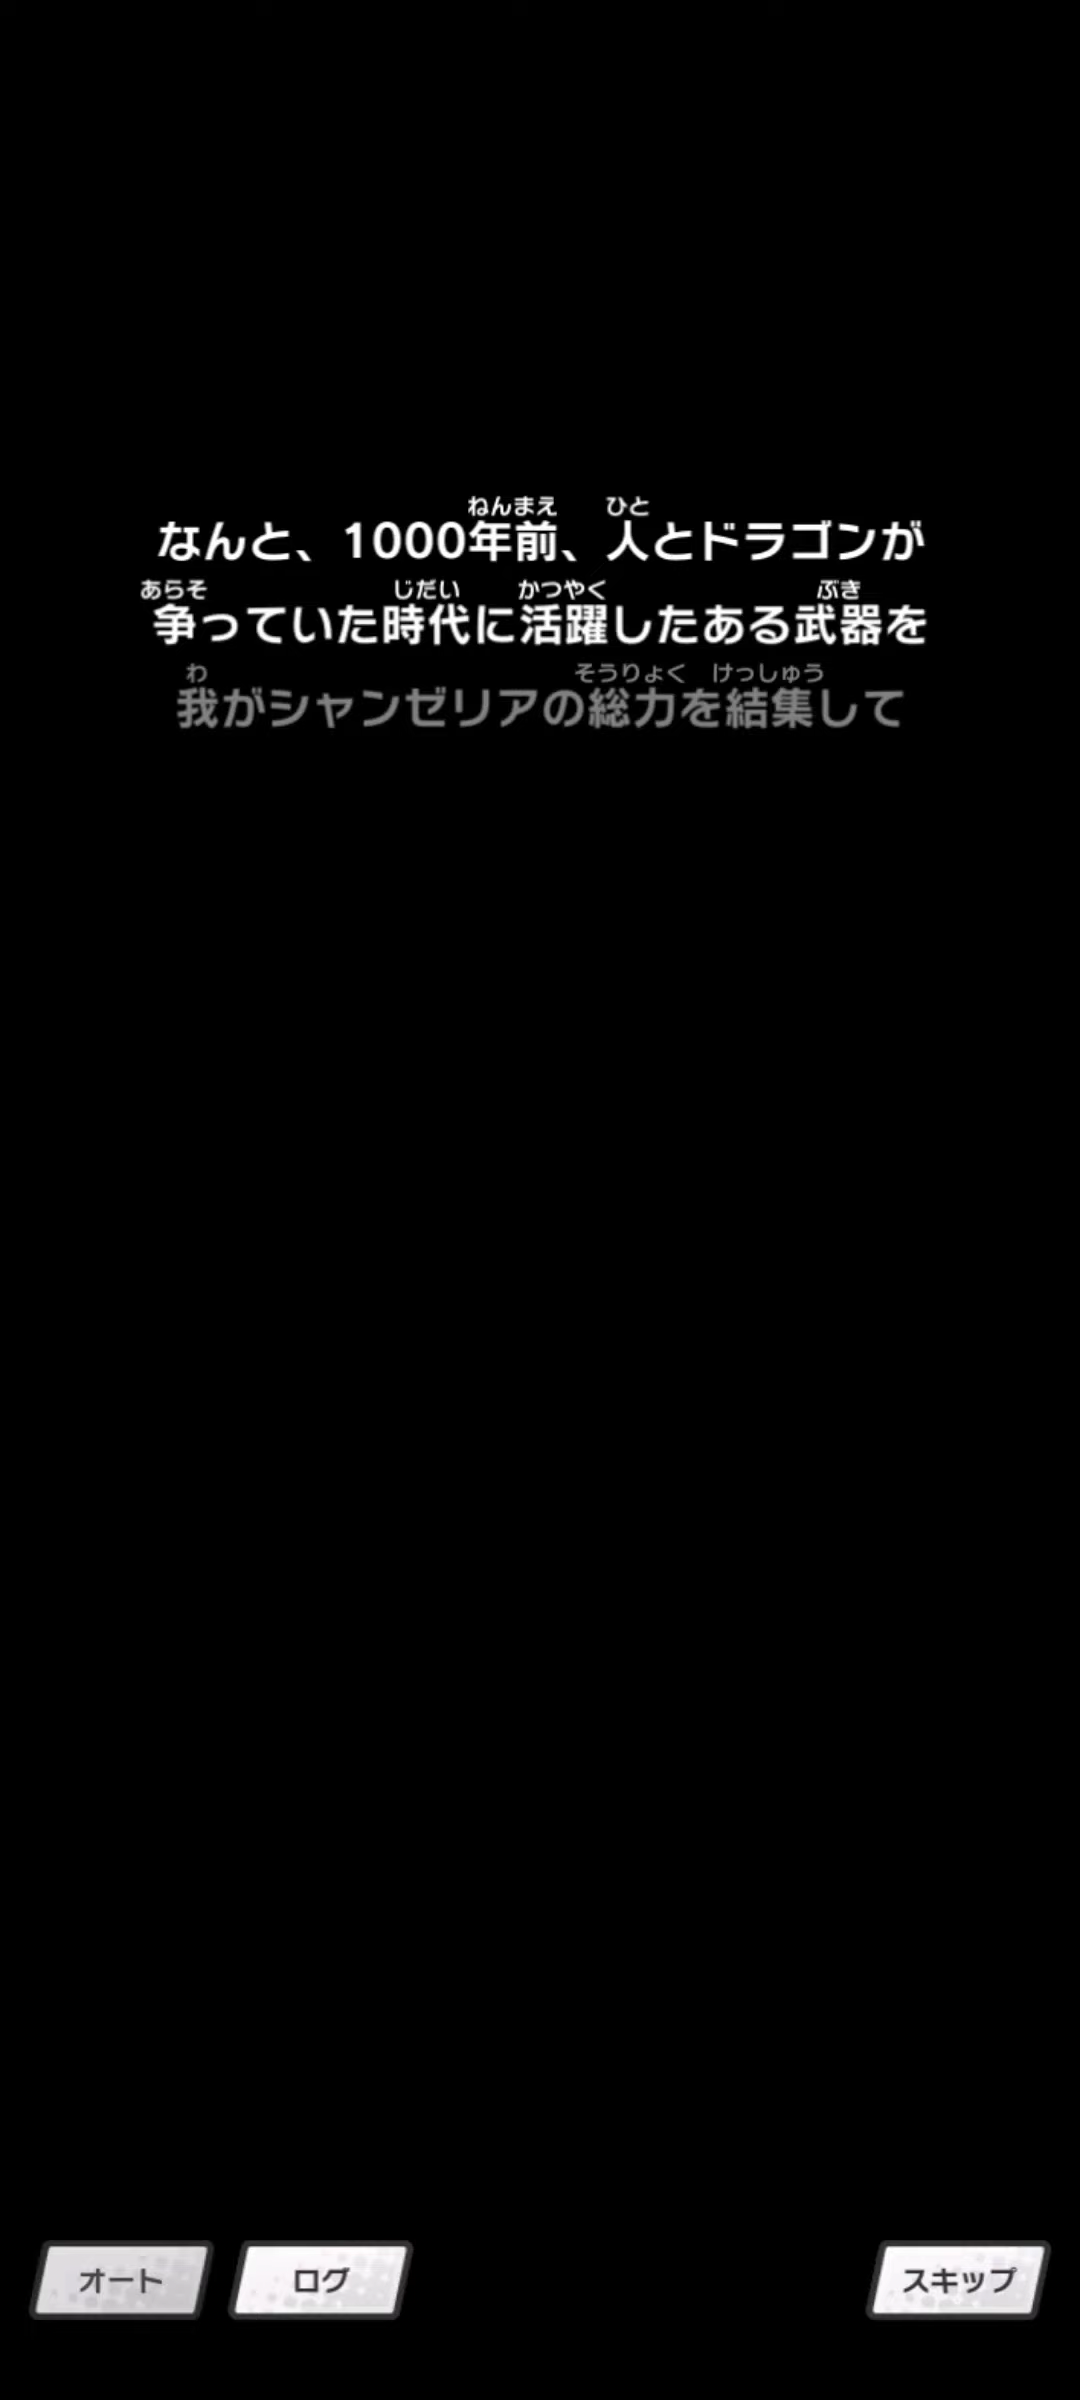 ねんまえ ひと
なんと、1000年前、人とドラゴンが
あらそ じだい かつやく ぶき
争っていた時代に活躍したある武器を
わ そうりょく けっしゅう
我がシャンゼリアの総力を結集して
オート ログ スキップ